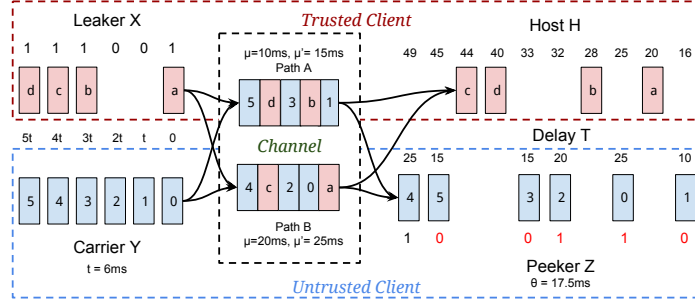 Leaker X
Trusted Client
Host H
1 1 1 0 0 1
μ=10ms, μ'= 15ms
Path A
49 45 44 40 33 32 28 25 20 16
d c b a
5 d 3 b 1
c d b a
5t 4t 3t 2t t 0
Channel
Delay T
25 15 15 20 25 10
5 4 3 2 1 0
4 c 2 0 a
4 5 3 2 0 1
Path B
μ=20ms, μ'= 25ms
1 0 0 1 1 0
Carrier Y
t = 6ms
Peeker Z
θ = 17.5ms
Untrusted Client